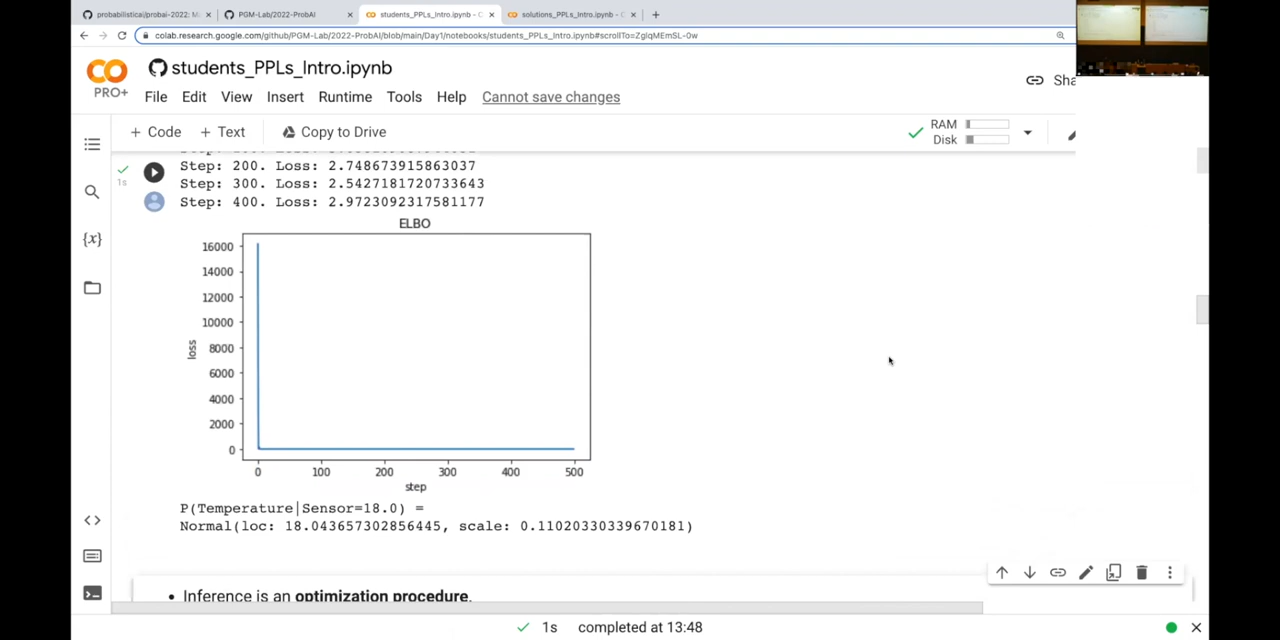 probabilisticai/probai-2022: M
PGM-Lab/2022-ProbAI
students_PPLs_Intro.ipynb - C
solutions_PPLs_Intro.ipynb - C
colab.research.google.com/github/PGM-Lab/2022-ProbAI/blob/main/Day1/notebooks/students_PPLs_Intro.ipynb#scrollTo=ZglqMEmSL-0w
CO
PRO+
students_PPLs_Intro.ipynb
Sha
File Edit View Insert Runtime Tools Help Cannot save changes
+ Code + Text Copy to Drive
RAM
Disk
1s
Step: 200. Loss: 2.748673915863037
Step: 300. Loss: 2.5427181720733643
Step: 400. Loss: 2.9723092317581177
{x}
ELBO
16000
14000
12000
10000
8000
6000
4000
2000
0
loss
0 100 200 300 400 500
step
P(Temperature|Sensor=18.0) =
Normal(loc: 18.043657302856445, scale: 0.11020330339670181)
• Inference is an optimization procedure.
1s completed at 13:48